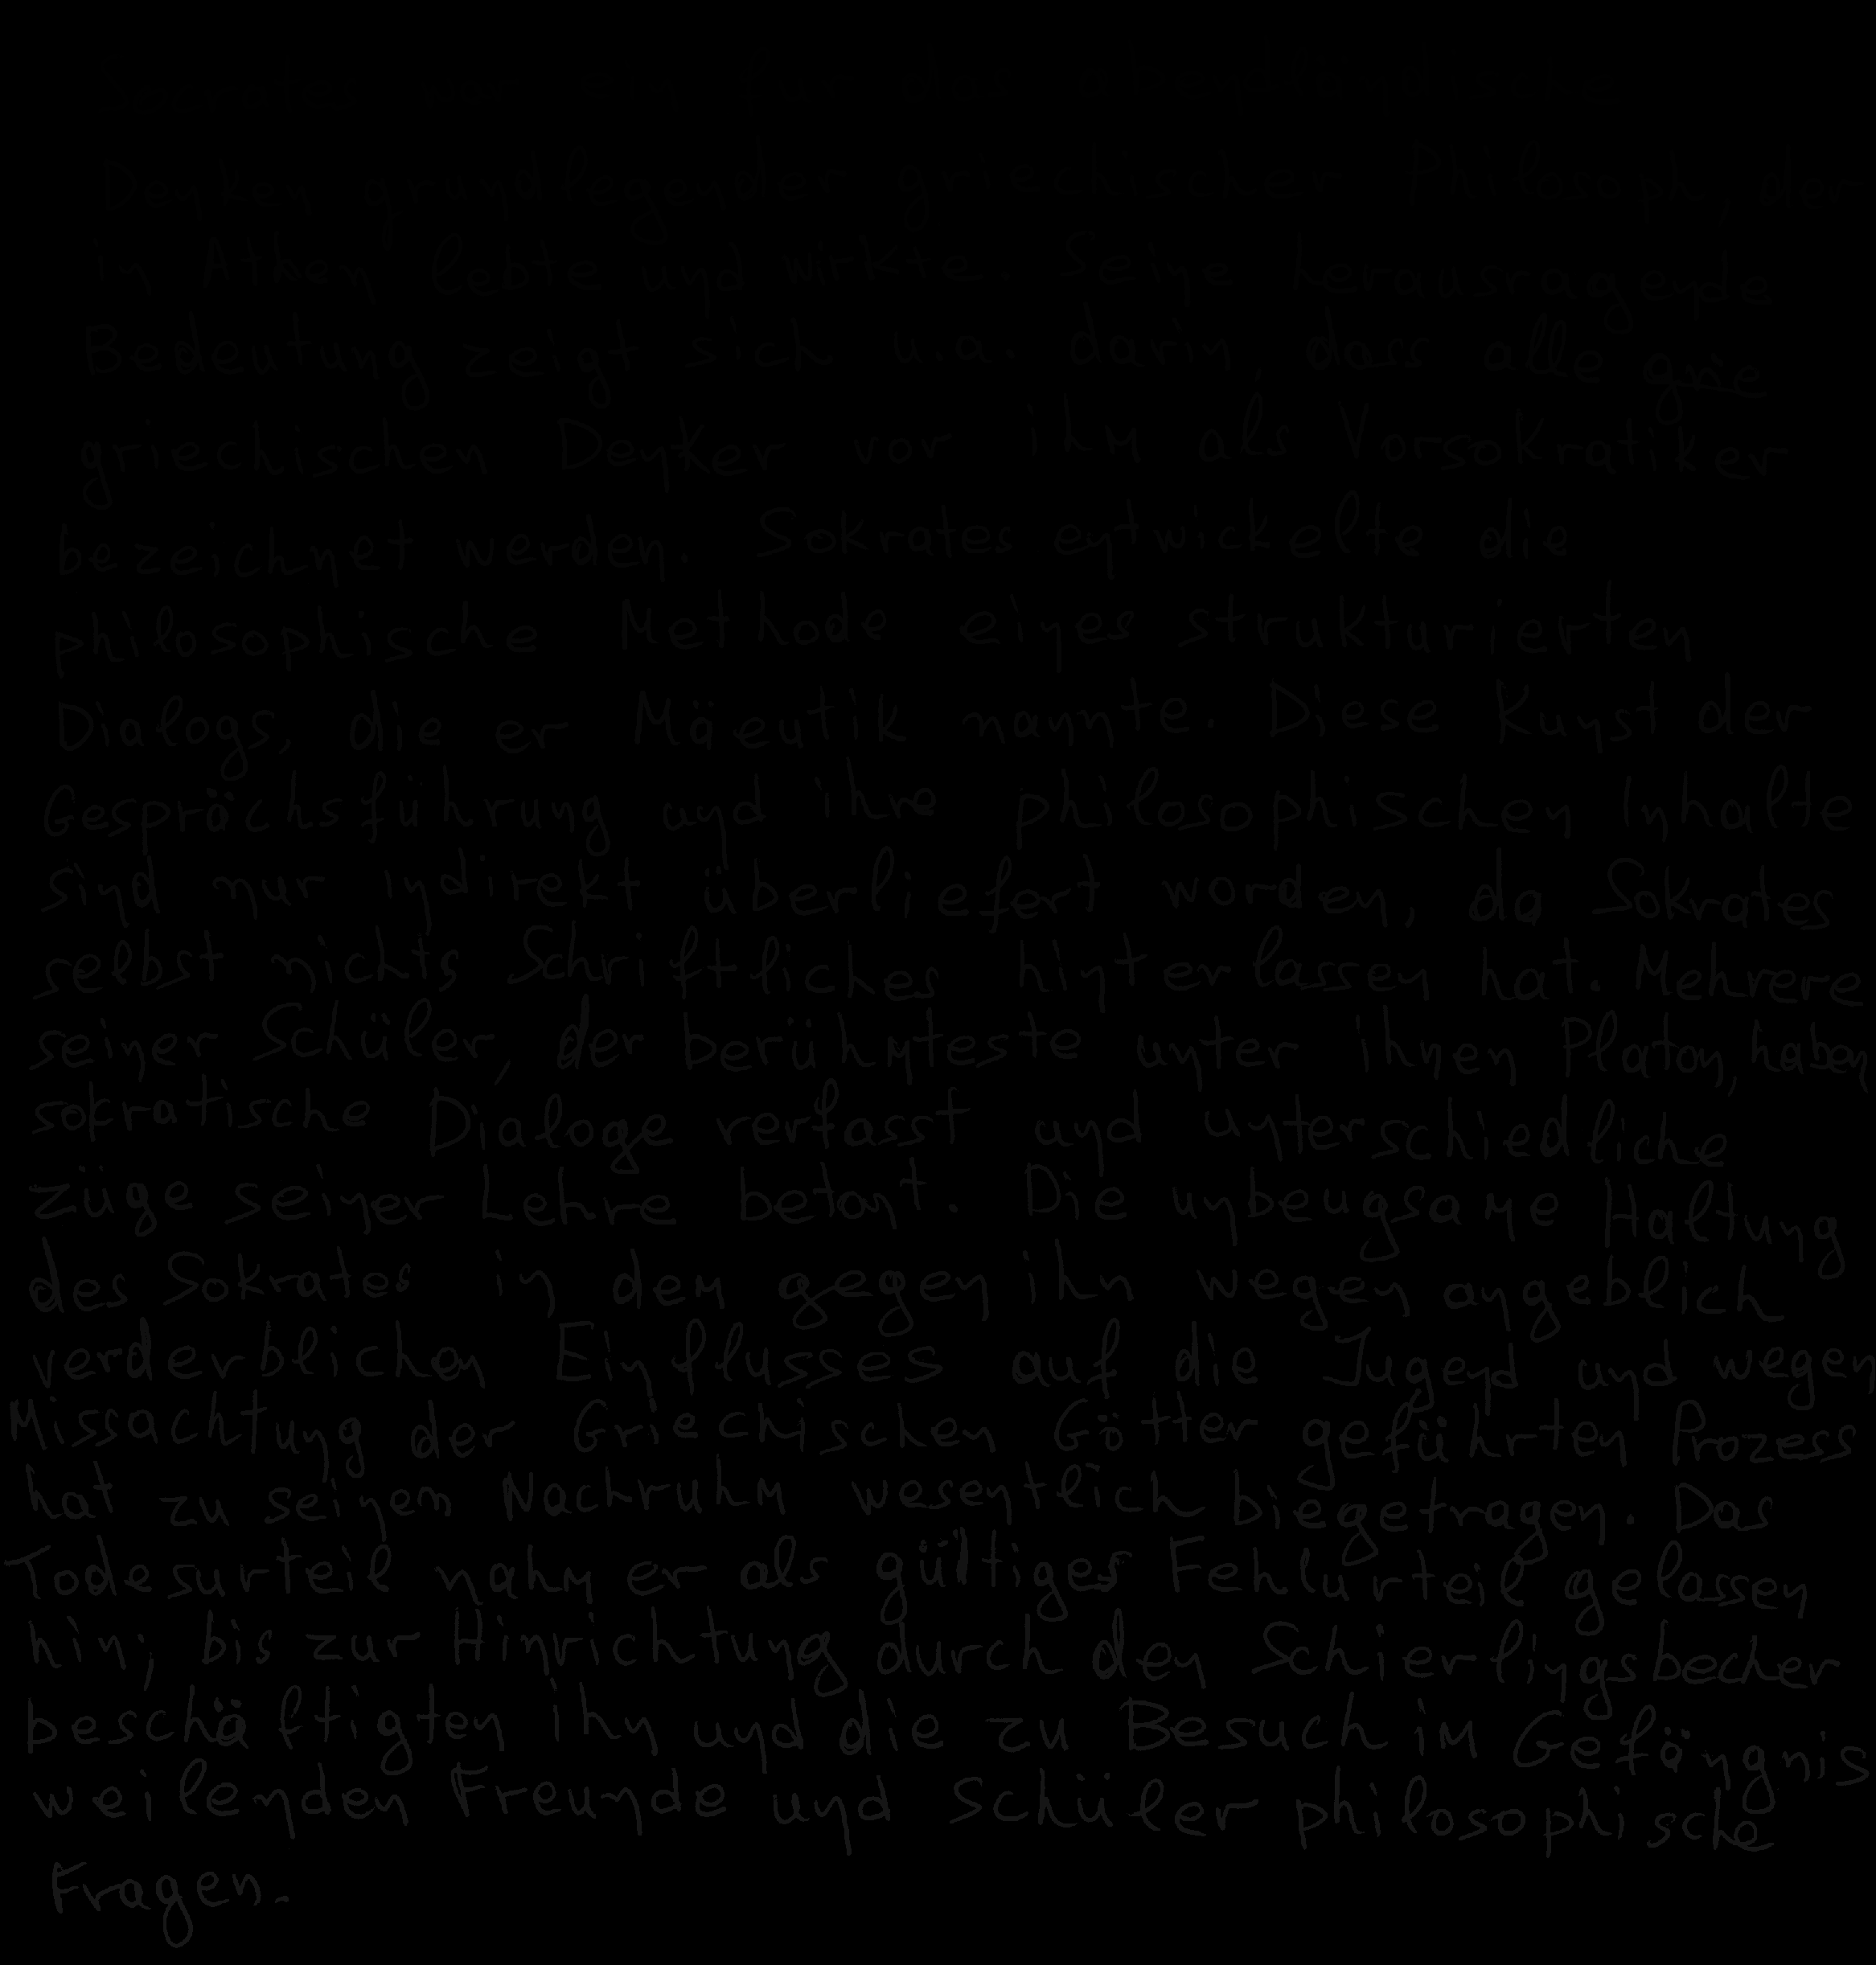 Denken grundlegender griechischer Philosoph, der
in Athen lebte und wirkte. Seine herausragende
Bedeutung zeigt sich u.a. darin, dass alle grie
griechischen Denker vor ihm als Vorsokratiker
bezeichnet werden. Sokrates entwickelte die
philosophische Methode eines strukturierten
Dialogs, die er Mäeutik nannte. Diese Kunst der
Gesprächsführung und ihre philosophischen Inhalte
sind nur indirekt überliefert worden, da Sokrates
selbst nichts Schriftliches hinterlassen hat. Mehrere
seiner Schüler, der berühmteste unter ihnen Platon, haben
sokratische Dialoge verfasst und unterschiedliche
züge seiner Lehre betont. Die unbeugsame Haltung
des Sokrates in dem gegen ihn wegen angeblich
verderblichen Einflusses auf die Jugend und wegen
Missachtung der Griechischen Götter geführten Prozess
hat zu seinem Nachruhm wesentlich biegetragen. Das
Todesurteil nahm er als gültiges Fehlurteil gelassen
hin; bis zur Hinrichtung durch den Schierlingsbecher
beschäftigten ihn und die zu Besuch im Gefängnis
weilenden Freunde und Schüler philosophische
Fragen.